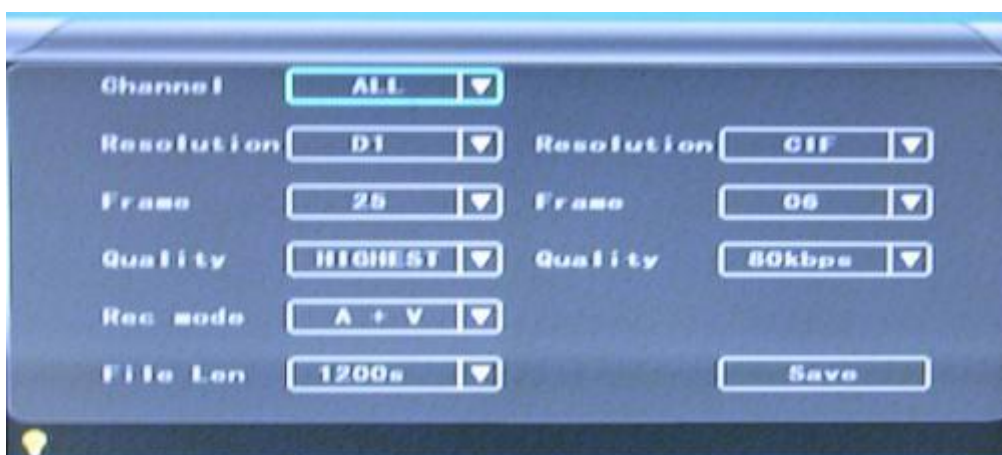 Channel ALL
Resolution D1 Resolution CIF
Frame 25 Frame 06
Quality HIGHEST Quality 80kbps
Rec mode A + V
File Len 1200s Save